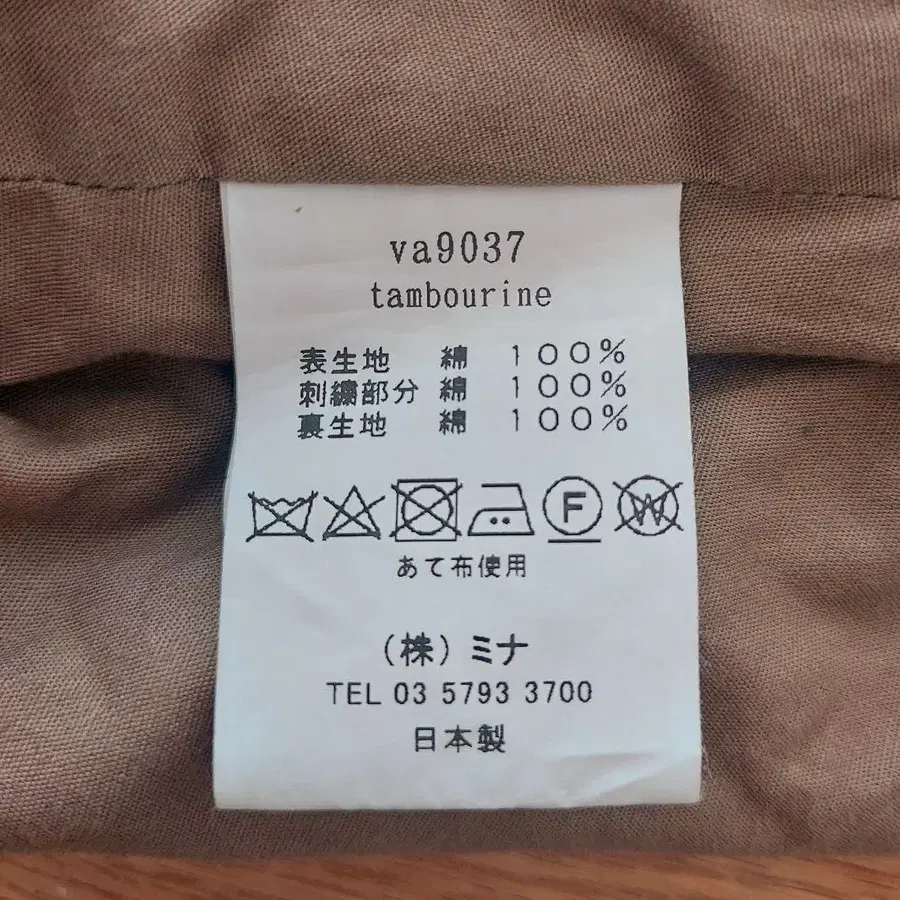 va9037
tambourine
表生地 綿 100%
刺繍部分 綿 100%
裏生地 綿 100%
F W
あて布使用
(株)ミナ
TEL 03 5793 3700
日本製